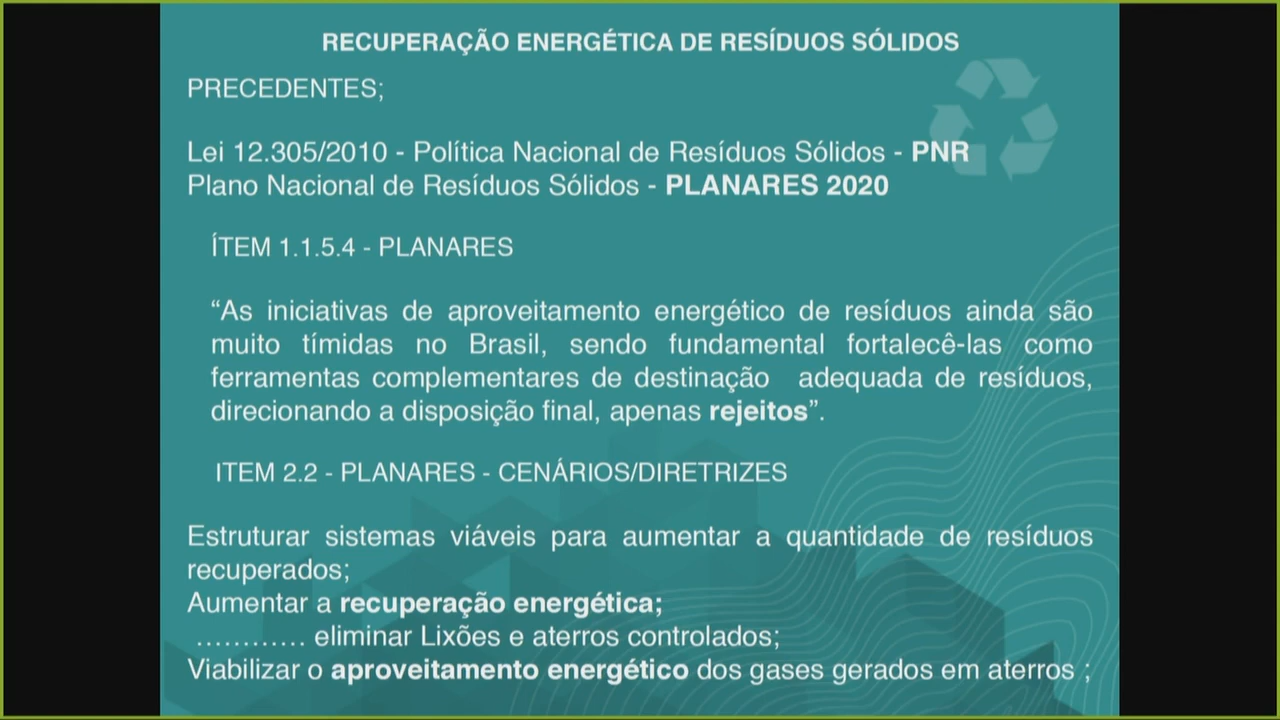 RECUPERAÇÃO ENERGÉTICA DE RESÍDUOS SÓLIDOS
PRECEDENTES;
Lei 12.305/2010 - Política Nacional de Resíduos Sólidos - PNR
Plano Nacional de Resíduos Sólidos - PLANARES 2020
ÍTEM 1.1.5.4 - PLANARES
“As iniciativas de aproveitamento energético de resíduos ainda são
muito tímidas no Brasil, sendo fundamental fortalecê-las como
ferramentas complementares de destinação adequada de resíduos,
direcionando a disposição final, apenas rejeitos”.
ITEM 2.2 - PLANARES - CENÁRIOS/DIRETRIZES
Estruturar sistemas viáveis para aumentar a quantidade de resíduos
recuperados;
Aumentar a recuperação energética;
………… eliminar Lixões e aterros controlados;
Viabilizar o aproveitamento energético dos gases gerados em aterros ;